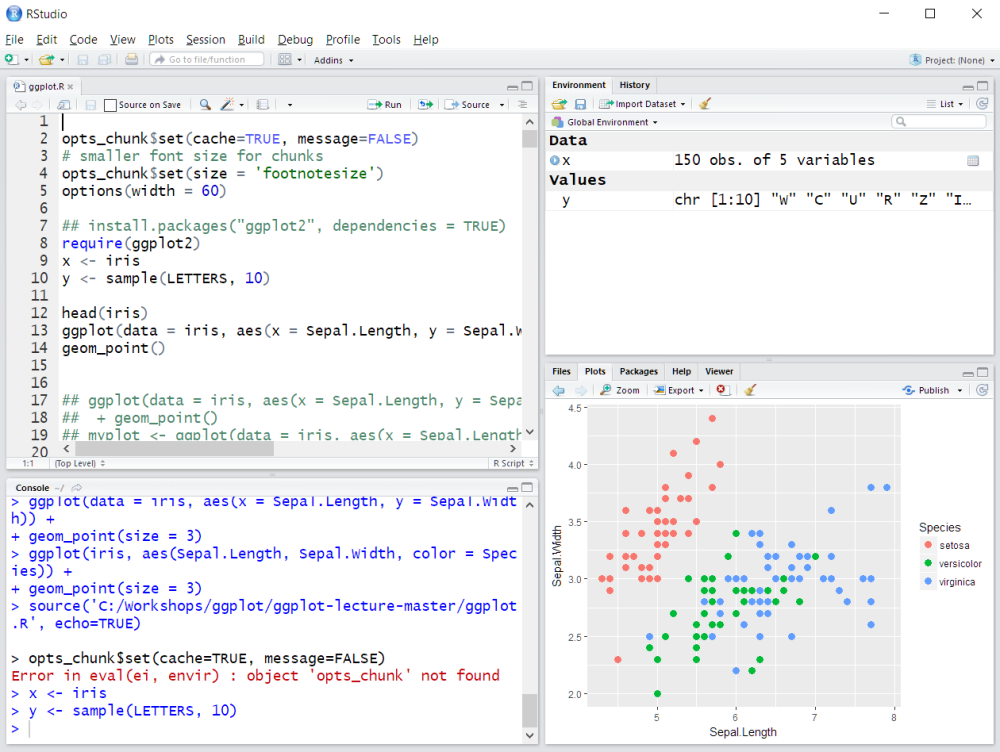 RStudio
File Edit Code View Plots Session Build Debug Profile Tools Help
Go to file/function Addins Project: (None)
ggplot.R
Source on Save Run Source
1
2 opts_chunk$set(cache=TRUE, message=FALSE)
3 # smaller font size for chunks
4 opts_chunk$set(size = 'footnotesize')
5 options(width = 60)
6
7 ## install.packages("ggplot2", dependencies = TRUE)
8 require(ggplot2)
9 x <- iris
10 y <- sample(LETTERS, 10)
11
12 head(iris)
13 ggplot(data = iris, aes(x = Sepal.Length, y = Sepal.W
14 geom_point()
15
16
17 ## ggplot(data = iris, aes(x = Sepal.Length, y = Sepa
18 ## + geom_point()
19 ## myplot <- ggplot(data = iris, aes(x = Sepal.Length
20
1:1 (Top Level) R Script
Console ~/
> ggplot(data = iris, aes(x = Sepal.Length, y = Sepal.Widt
h)) +
+ geom_point(size = 3)
> ggplot(iris, aes(Sepal.Length, Sepal.Width, color = Spec
ies)) +
+ geom_point(size = 3)
> source('C:/Workshops/ggplot/ggplot-lecture-master/ggplot
.R', echo=TRUE)
> opts_chunk$set(cache=TRUE, message=FALSE)
Error in eval(ei, envir) : object 'opts_chunk' not found
> x <- iris
> y <- sample(LETTERS, 10)
>
Environment History
Import Dataset List
Global Environment
Data
x 150 obs. of 5 variables
Values
y chr [1:10] "W" "C" "U" "R" "Z" "I…
Files Plots Packages Help Viewer
Zoom Export Publish
4.5
4.0
3.5
3.0
2.5
2.0
Sepal.Width
5 6 7 8
Sepal.Length
Species
setosa
versicolor
virginica